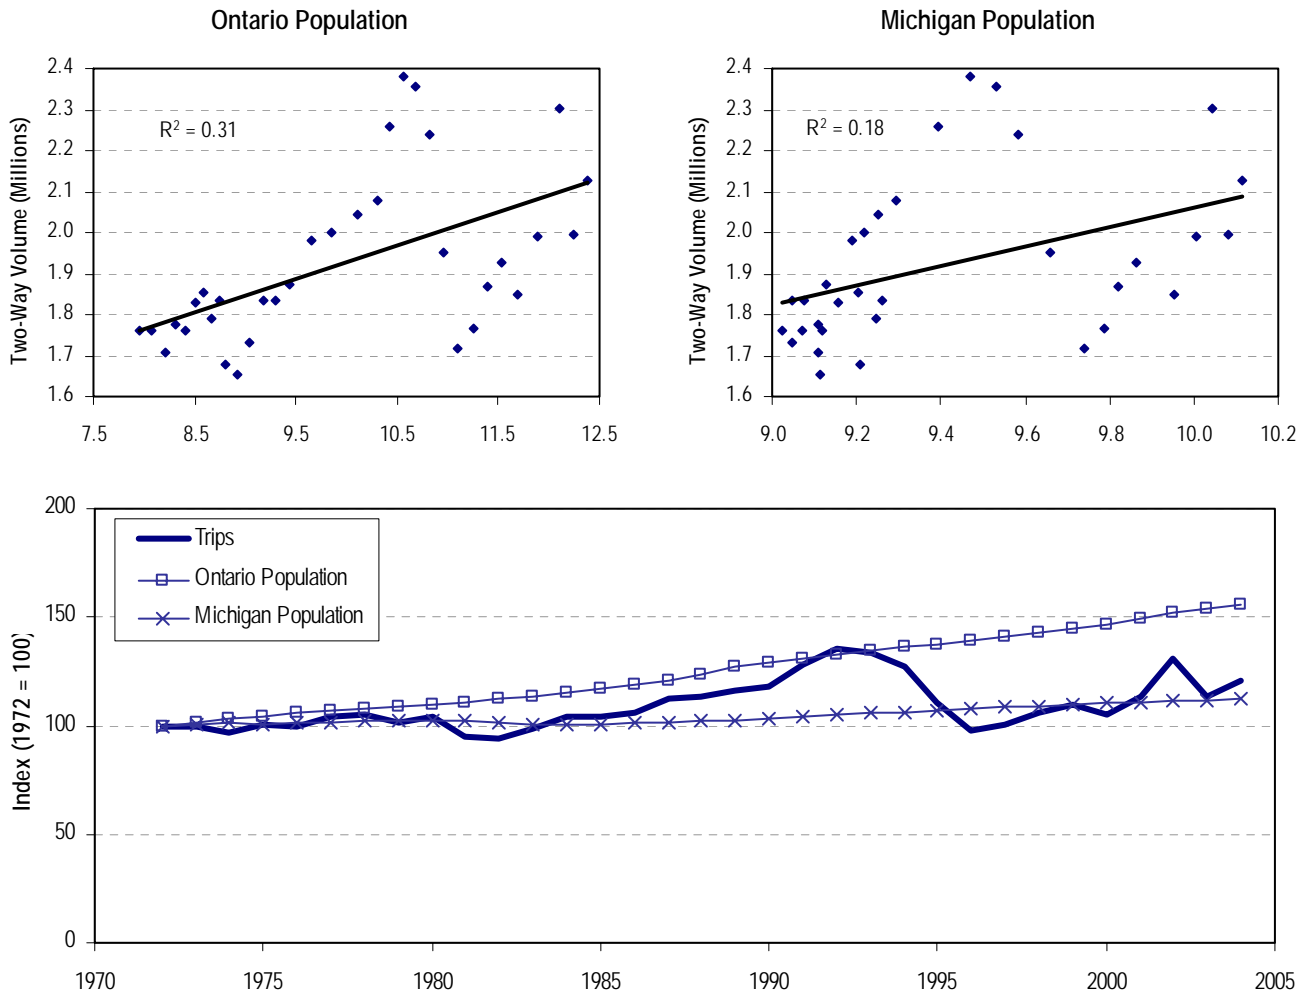 Ontario Population
Michigan Population
Two-Way Volume (Millions)
2.4
2.3
2.2
2.1
2.0
1.9
1.8
1.7
1.6
R² = 0.31
7.5 8.5 9.5 10.5 11.5 12.5
Two-Way Volume (Millions)
2.4
2.3
2.2
2.1
2.0
1.9
1.8
1.7
1.6
R² = 0.18
9.0 9.2 9.4 9.6 9.8 10.0 10.2
Index (1972 = 100)
200
150
100
50
0
Trips
Ontario Population
Michigan Population
1970 1975 1980 1985 1990 1995 2000 2005